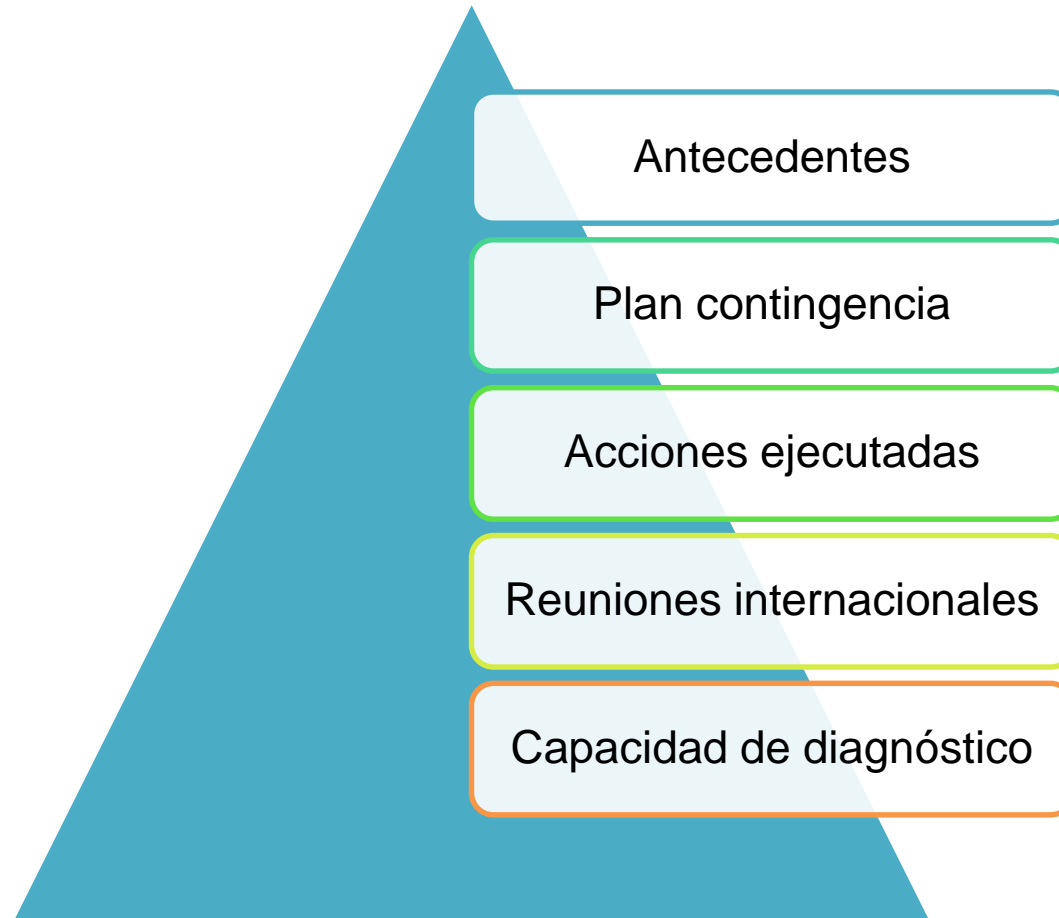 Antecedentes
Plan contingencia
Acciones ejecutadas
Reuniones internacionales
Capacidad de diagnóstico